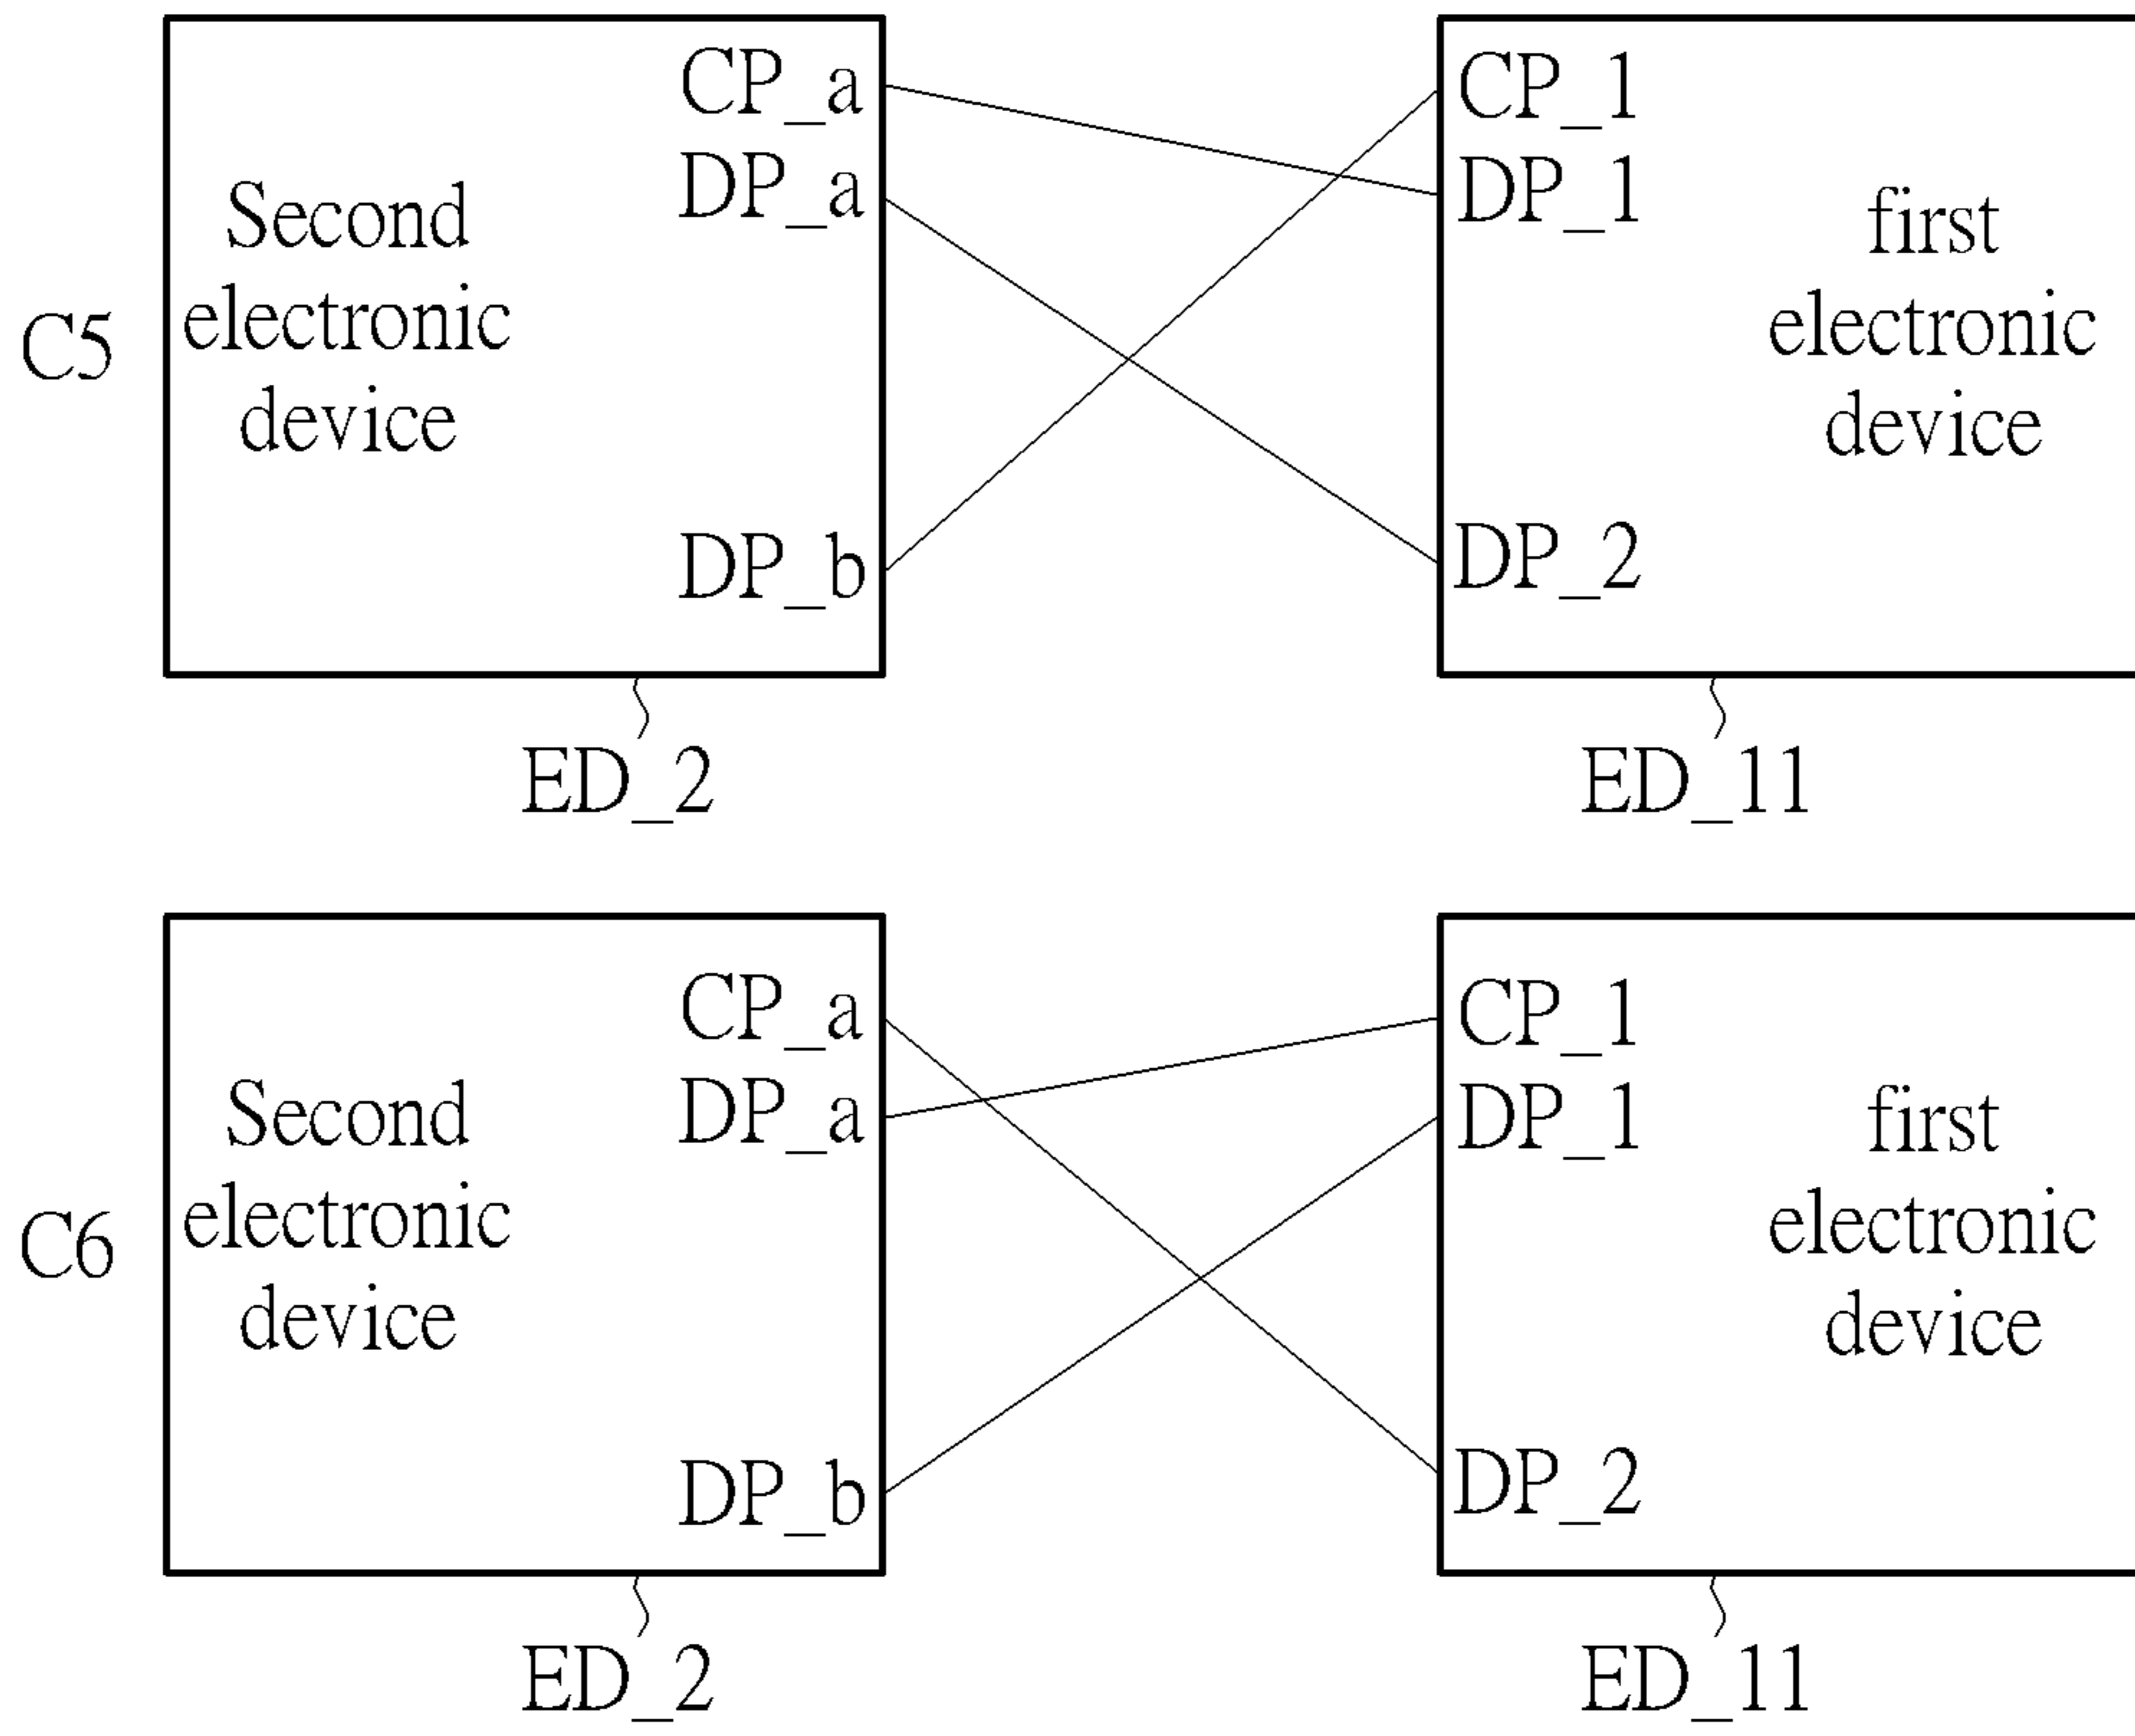 C5
Second
electronic
device
CP_a
DP_a
DP_b
CP_1
DP_1
DP_2
first
electronic
device
ED_2
ED_11
C6
Second
electronic
device
CP_a
DP_a
DP_b
CP_1
DP_1
DP_2
first
electronic
device
ED_2
ED_11